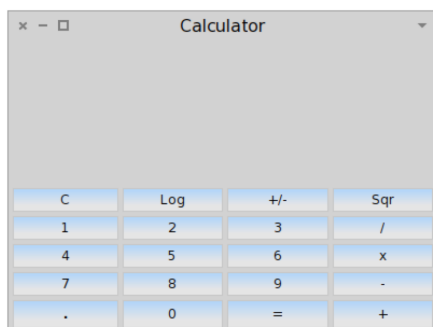 Calculator
C Log +/- Sqr
1 2 3 /
4 5 6 x
7 8 9 -
. 0 = +